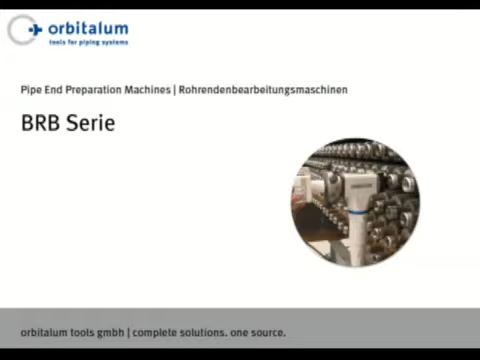 orbitalum
tools for piping systems
Pipe End Preparation Machines | Rohrendenbearbeitungsmaschinen
BRB Serie
orbitalum tools gmbh | complete solutions. one source.